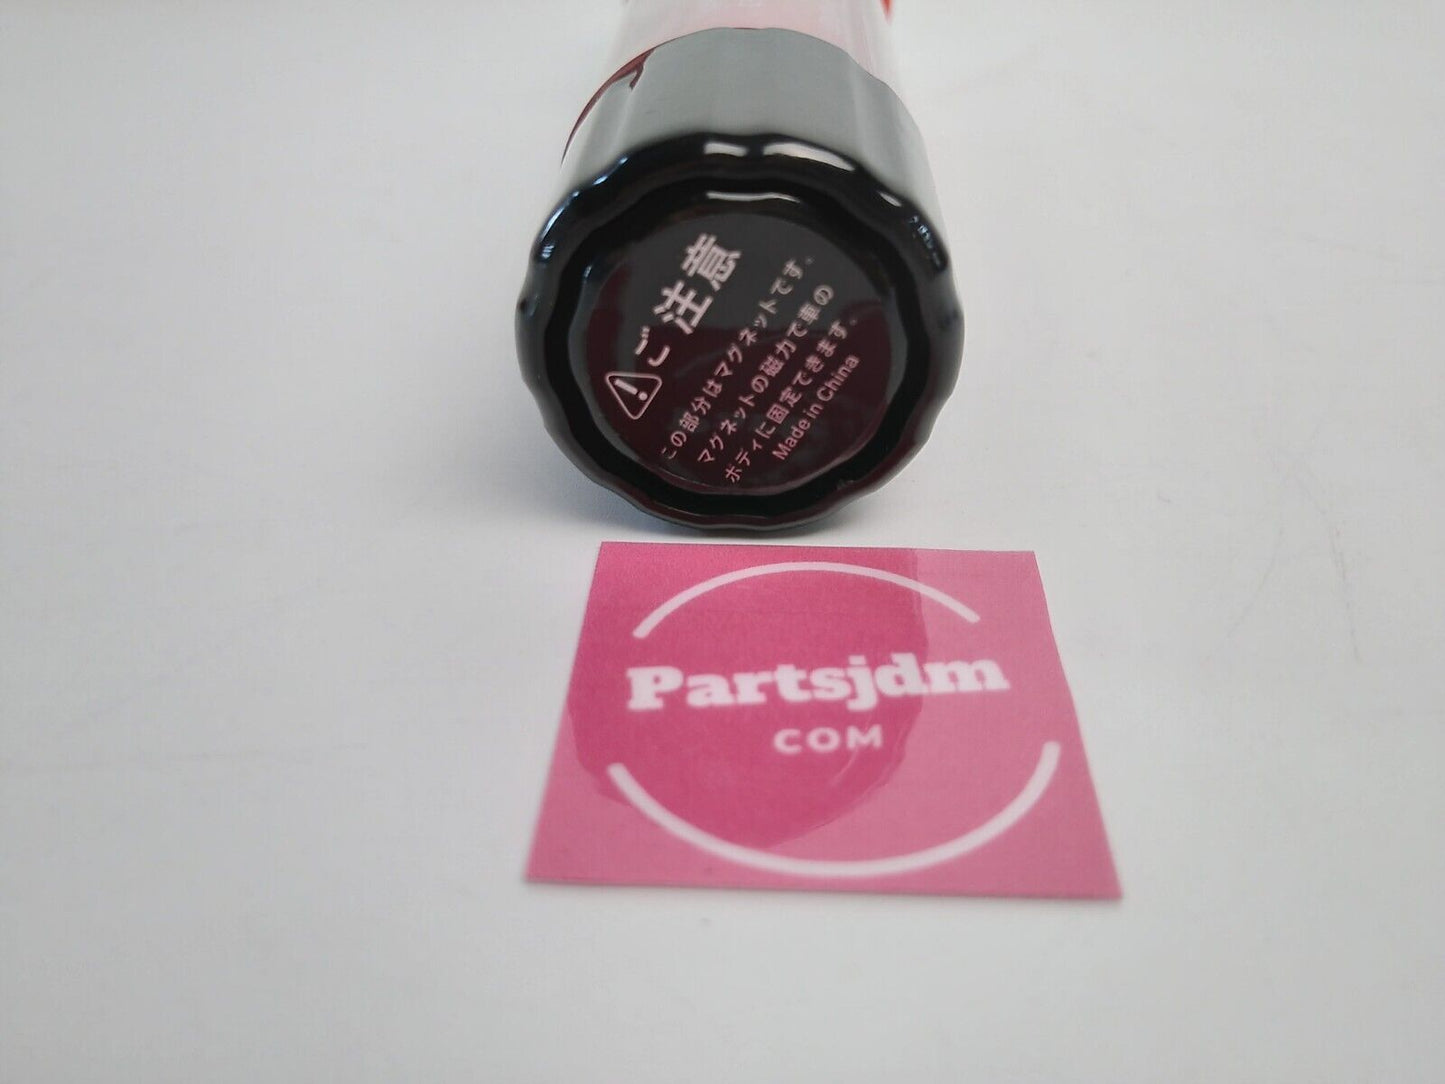 ご注意
この部分はマグネットです.
マグネットの磁力で車の
ボディに固定できます.
Made in China
Partsjdm
COM